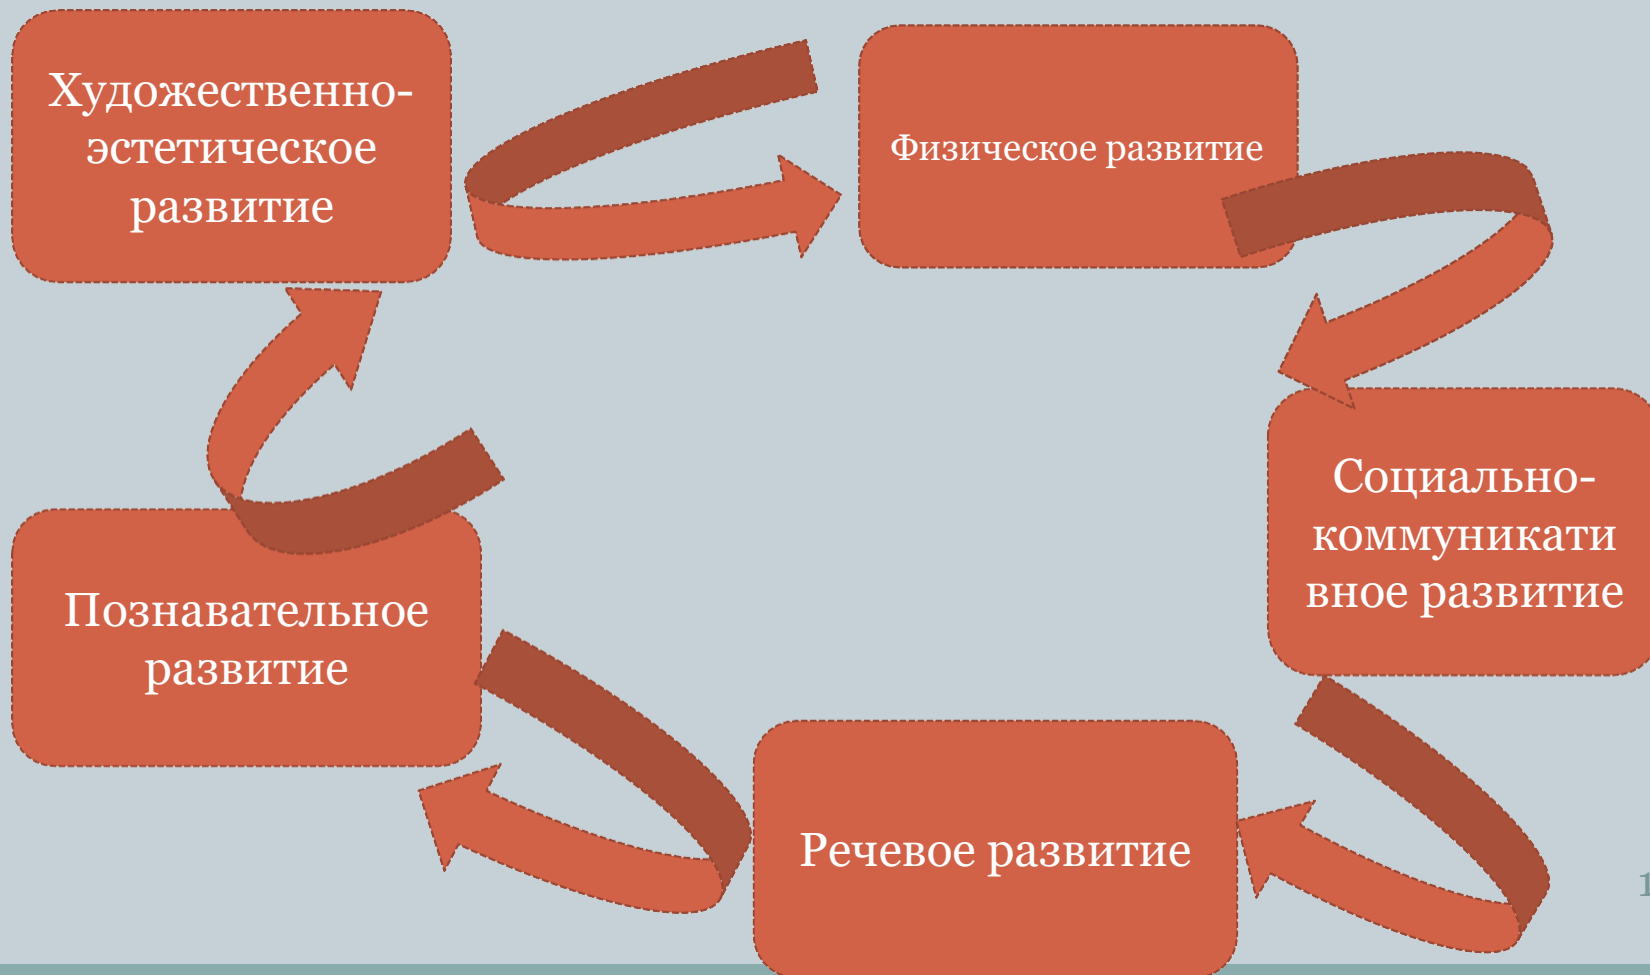 Художественно-
эстетическое
развитие
Физическое развитие
Социально-
коммуникати
вное развитие
Познавательное
развитие
Речевое развитие